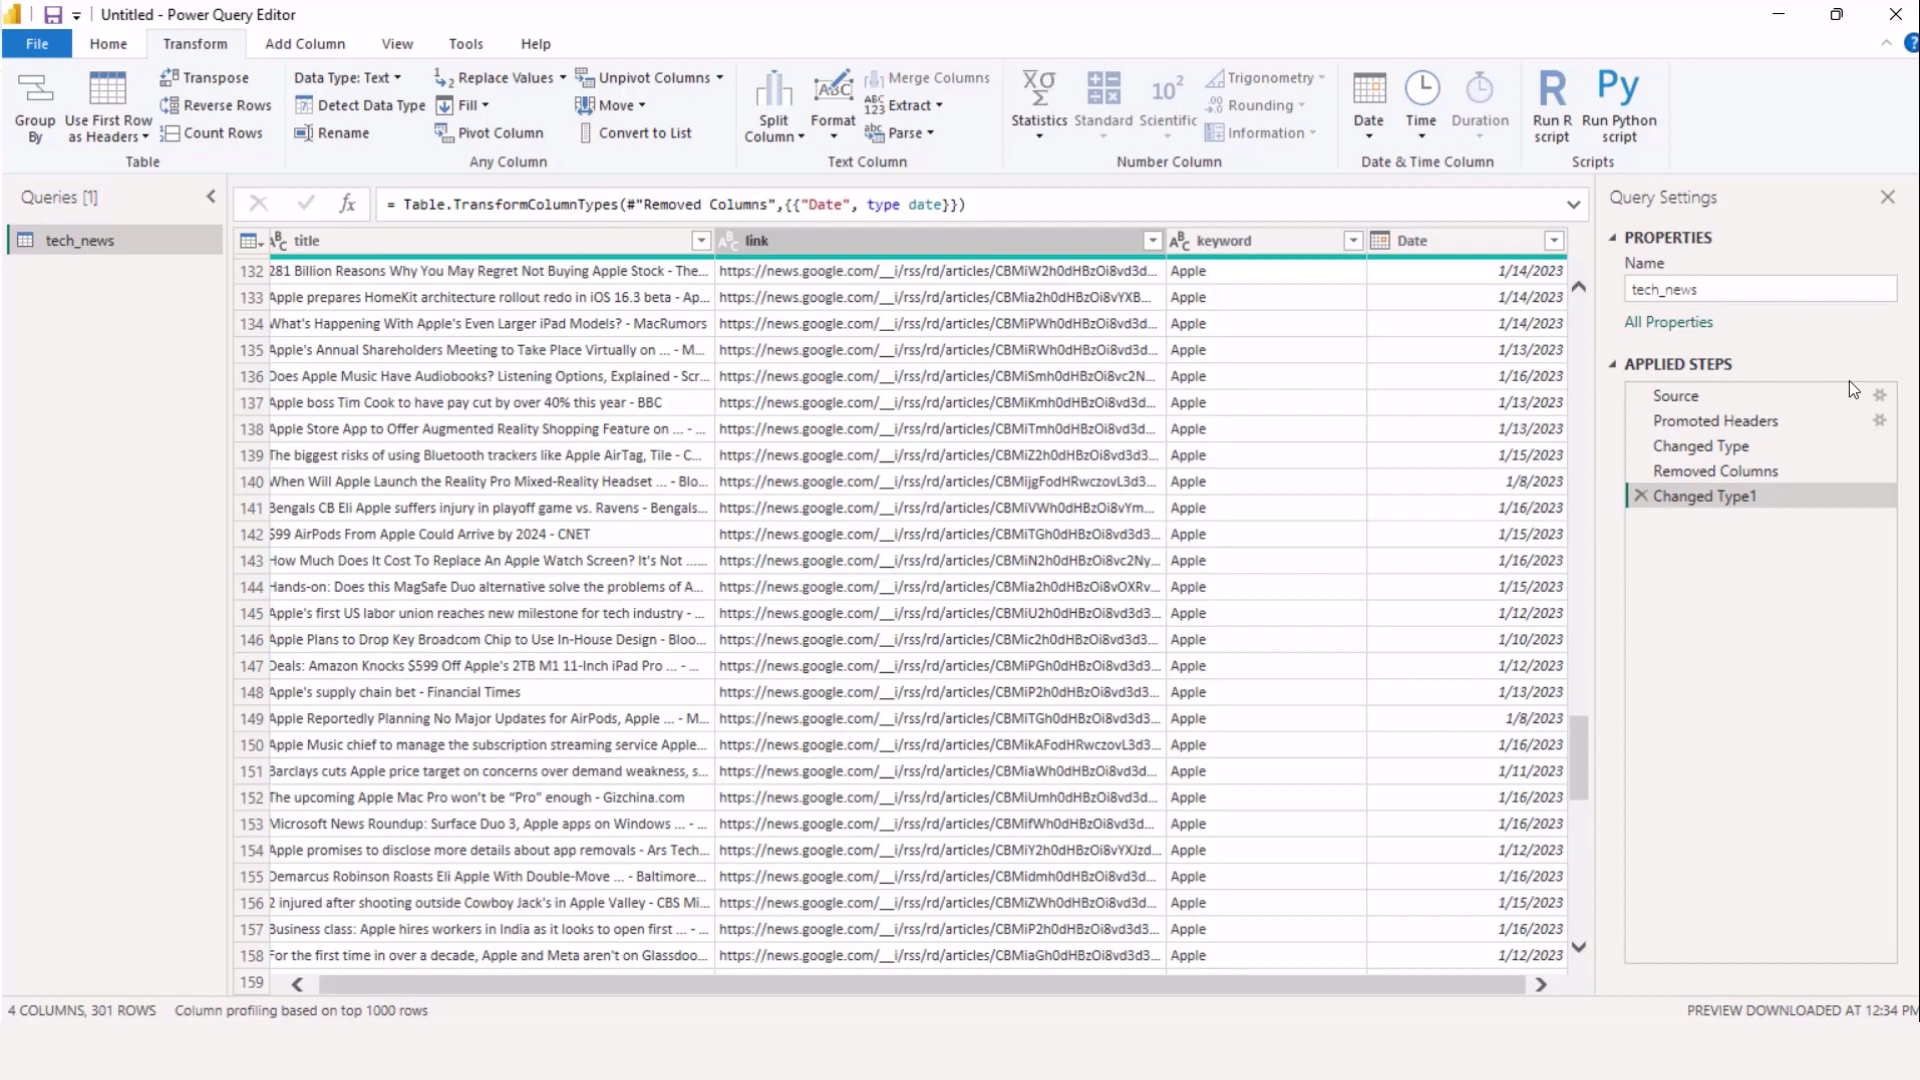 Untitled - Power Query Editor
File Home Transform Add Column View Tools Help
Group By
Use First Row as Headers
Transpose
Reverse Rows
Count Rows
Table
Data Type: Text
Detect Data Type
Rename
Replace Values
Fill
Pivot Column
Unpivot Columns
Move
Convert to List
Any Column
Split Column
Format
Merge Columns
Extract
Parse
Text Column
Statistics
Standard
Scientific
Trigonometry
Rounding
Information
Number Column
Date
Time
Duration
Date & Time Column
Run R script
Run Python script
Scripts
Queries [1]
tech_news
= Table.TransformColumnTypes(#"Removed Columns",{{"Date", type date}})
title link keyword Date
132 281 Billion Reasons Why You May Regret Not Buying Apple Stock - The... https://news.google.com/__i/rss/rd/articles/CBMiW2h0dHBzOi8vd3d... Apple 1/14/2023
133 Apple prepares HomeKit architecture rollout redo in iOS 16.3 beta - Ap... https://news.google.com/__i/rss/rd/articles/CBMia2h0dHBzOi8vYXB... Apple 1/14/2023
134 What's Happening With Apple's Even Larger iPad Models? - MacRumors https://news.google.com/__i/rss/rd/articles/CBMiPWh0dHBzOi8vd3d... Apple 1/14/2023
135 Apple's Annual Shareholders Meeting to Take Place Virtually on ... - M... https://news.google.com/__i/rss/rd/articles/CBMiRWh0dHBzOi8vd3d... Apple 1/13/2023
136 Does Apple Music Have Audiobooks? Listening Options, Explained - Scr... https://news.google.com/__i/rss/rd/articles/CBMiSmh0dHBzOi8vc2N... Apple 1/16/2023
137 Apple boss Tim Cook to have pay cut by over 40% this year - BBC https://news.google.com/__i/rss/rd/articles/CBMiKmh0dHBzOi8vd3d... Apple 1/13/2023
138 Apple Store App to Offer Augmented Reality Shopping Feature on ... - ... https://news.google.com/__i/rss/rd/articles/CBMiTmh0dHBzOi8vd3d... Apple 1/13/2023
139 The biggest risks of using Bluetooth trackers like Apple AirTag, Tile - C... https://news.google.com/__i/rss/rd/articles/CBMiZ2h0dHBzOi8vd3d... Apple 1/15/2023
140 When Will Apple Launch the Reality Pro Mixed-Reality Headset ... - Blo... https://news.google.com/__i/rss/rd/articles/CBMijgFodHRwczovL3d3... Apple 1/8/2023
141 Bengals CB Eli Apple suffers injury in playoff game vs. Ravens - Bengals... https://news.google.com/__i/rss/rd/articles/CBMiVWh0dHBzOi8vYm... Apple 1/16/2023
142 $99 AirPods From Apple Could Arrive by 2024 - CNET https://news.google.com/__i/rss/rd/articles/CBMiTGh0dHBzOi8vd3d3... Apple 1/15/2023
143 How Much Does It Cost To Replace An Apple Watch Screen? It's Not ...... https://news.google.com/__i/rss/rd/articles/CBMiN2h0dHBzOi8vc2Ny... Apple 1/16/2023
144 Hands-on: Does this MagSafe Duo alternative solve the problems of A... https://news.google.com/__i/rss/rd/articles/CBMia2h0dHBzOi8vOXRv... Apple 1/15/2023
145 Apple's first US labor union reaches new milestone for tech industry - ... https://news.google.com/__i/rss/rd/articles/CBMiU2h0dHBzOi8vd3d3... Apple 1/12/2023
146 Apple Plans to Drop Key Broadcom Chip to Use In-House Design - Bloo... https://news.google.com/__i/rss/rd/articles/CBMic2h0dHBzOi8vd3d3... Apple 1/10/2023
147 Deals: Amazon Knocks $599 Off Apple's 2TB M1 11-Inch iPad Pro ... - ... https://news.google.com/__i/rss/rd/articles/CBMiPGh0dHBzOi8vd3d3... Apple 1/12/2023
148 Apple's supply chain bet - Financial Times https://news.google.com/__i/rss/rd/articles/CBMiP2h0dHBzOi8vd3d3... Apple 1/13/2023
149 Apple Reportedly Planning No Major Updates for AirPods, Apple ... - M... https://news.google.com/__i/rss/rd/articles/CBMiTGh0dHBzOi8vd3d3... Apple 1/8/2023
150 Apple Music chief to manage the subscription streaming service Apple... https://news.google.com/__i/rss/rd/articles/CBMikAFodHRwczovL3d3... Apple 1/16/2023
151 Barclays cuts Apple price target on concerns over demand weakness, s... https://news.google.com/__i/rss/rd/articles/CBMiaWh0dHBzOi8vd3d... Apple 1/11/2023
152 The upcoming Apple Mac Pro won't be “Pro” enough - Gizchina.com https://news.google.com/__i/rss/rd/articles/CBMiUmh0dHBzOi8vd3d... Apple 1/16/2023
153 Microsoft News Roundup: Surface Duo 3, Apple apps on Windows ... - ... https://news.google.com/__i/rss/rd/articles/CBMifWh0dHBzOi8vd3d... Apple 1/16/2023
154 Apple promises to disclose more details about app removals - Ars Tech... https://news.google.com/__i/rss/rd/articles/CBMiY2h0dHBzOi8vYXJzd... Apple 1/12/2023
155 Demarcus Robinson Roasts Eli Apple With Double-Move ... - Baltimore... https://news.google.com/__i/rss/rd/articles/CBMidmh0dHBzOi8vd3d... Apple 1/16/2023
156 2 injured after shooting outside Cowboy Jack's in Apple Valley - CBS Mi... https://news.google.com/__i/rss/rd/articles/CBMiZWh0dHBzOi8vd3d... Apple 1/15/2023
157 Business class: Apple hires workers in India as it looks to open first ... - ... https://news.google.com/__i/rss/rd/articles/CBMiP2h0dHBzOi8vd3d3... Apple 1/16/2023
158 For the first time in over a decade, Apple and Meta aren't on Glassdoo... https://news.google.com/__i/rss/rd/articles/CBMiaGh0dHBzOi8vd3d3... Apple 1/12/2023
159
Query Settings
PROPERTIES
Name
tech_news
All Properties
APPLIED STEPS
Source
Promoted Headers
Changed Type
Removed Columns
Changed Type1
4 COLUMNS, 301 ROWS Column profiling based on top 1000 rows
PREVIEW DOWNLOADED AT 12:34 PM